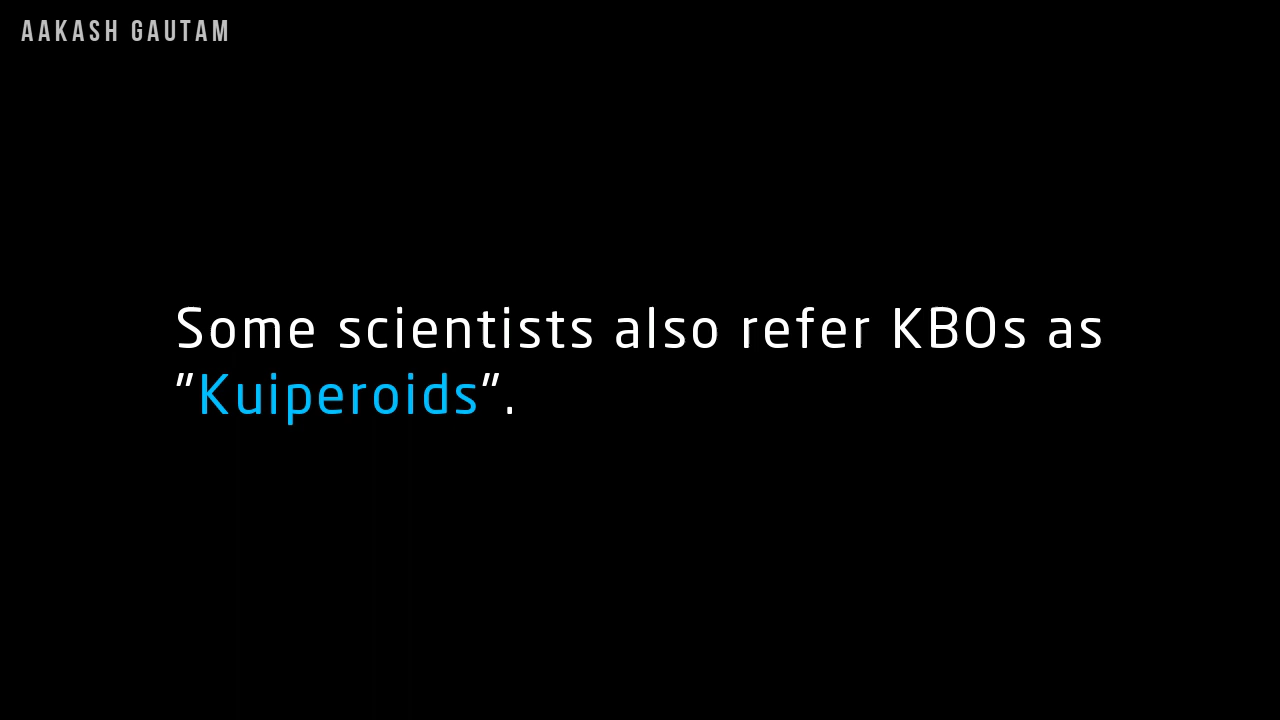 AAKASH GAUTAM
Some scientists also refer KBOs as
"Kuiperoids".